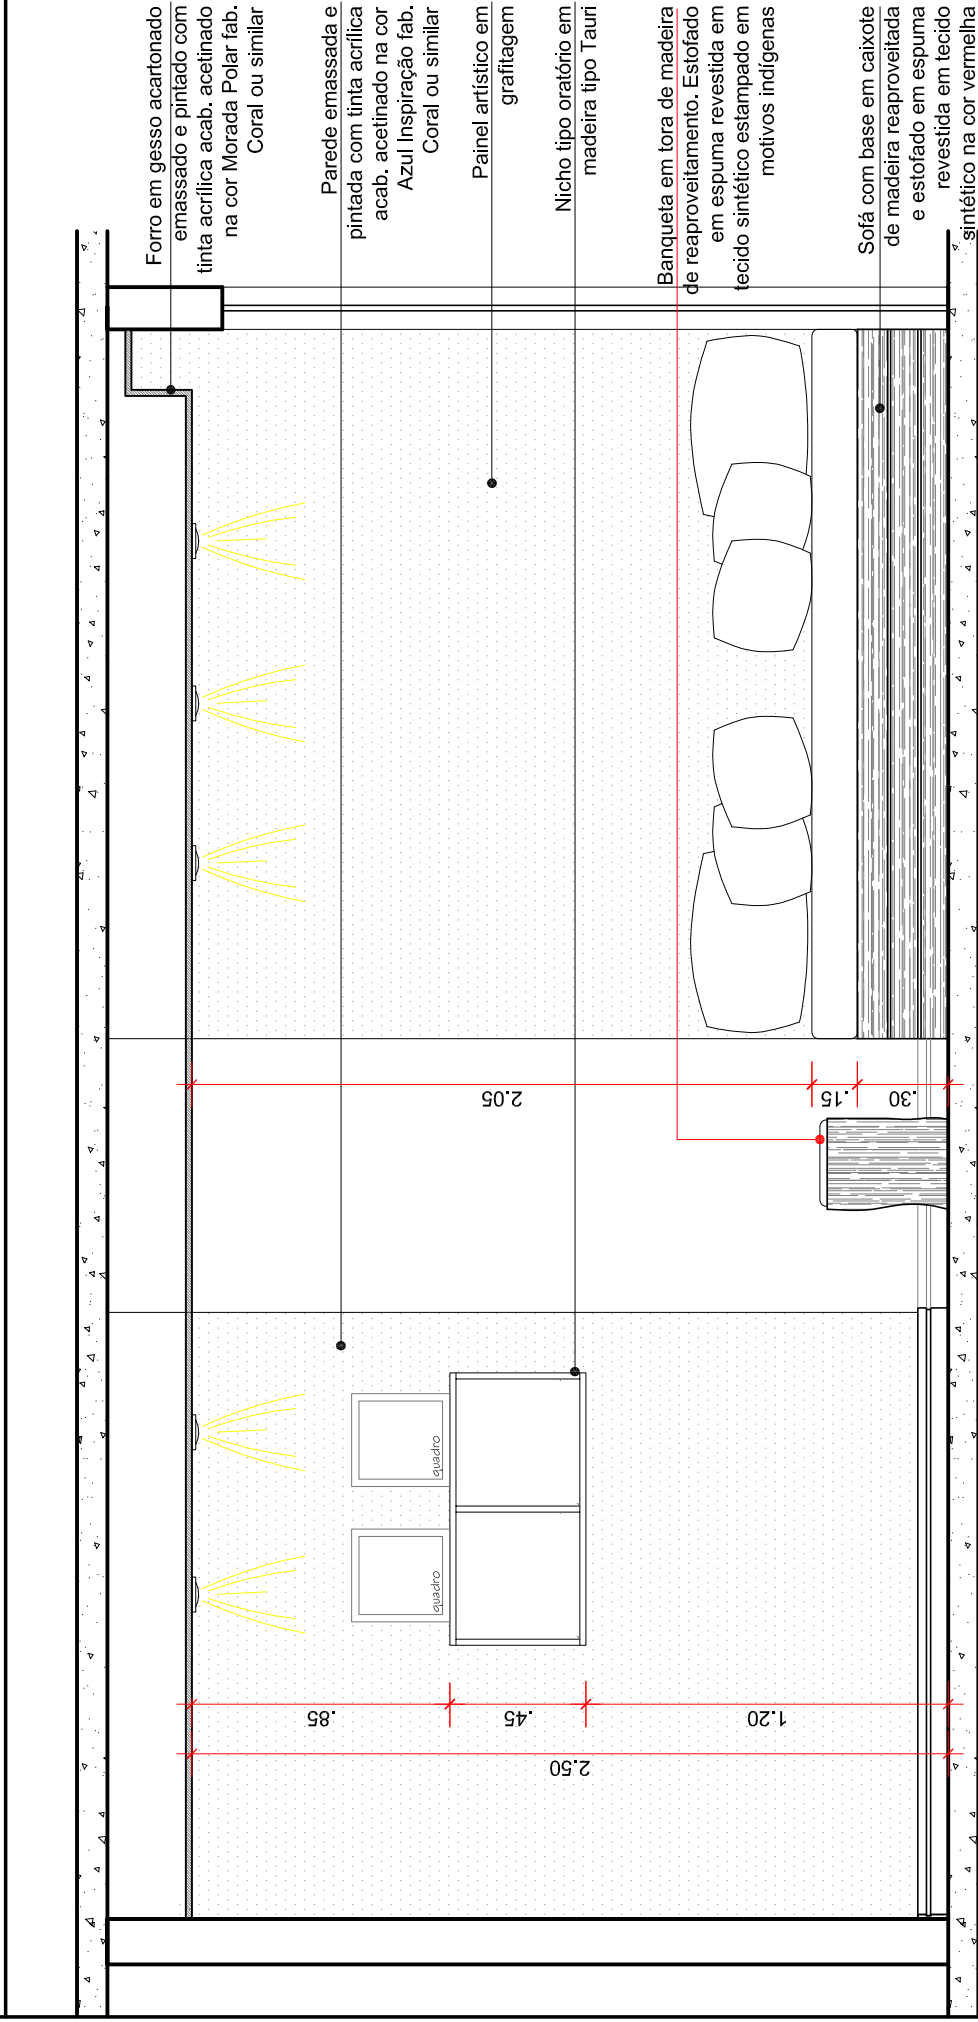 Forro em gesso acartonado
emassado e pintado com
tinta acrílica acab. acetinado
na cor Morada Polar fab.
Coral ou similar
Parede emassada e
pintada com tinta acrílica
acab. acetinado na cor
Azul Inspiração fab.
Coral ou similar
Painel artístico em
grafitagem
Nicho tipo oratório em
madeira tipo Tauri
Banqueta em tora de madeira
de reaproveitamento. Estofado
em espuma revestida em
tecido sintético estampado em
motivos indígenas
Sofá com base em caixote
de madeira reaproveitada
e estofado em espuma
revestida em tecido
sintético na cor vermelha
2.05
.15
.30
quadro
quadro
.85
.45
1.20
2.50